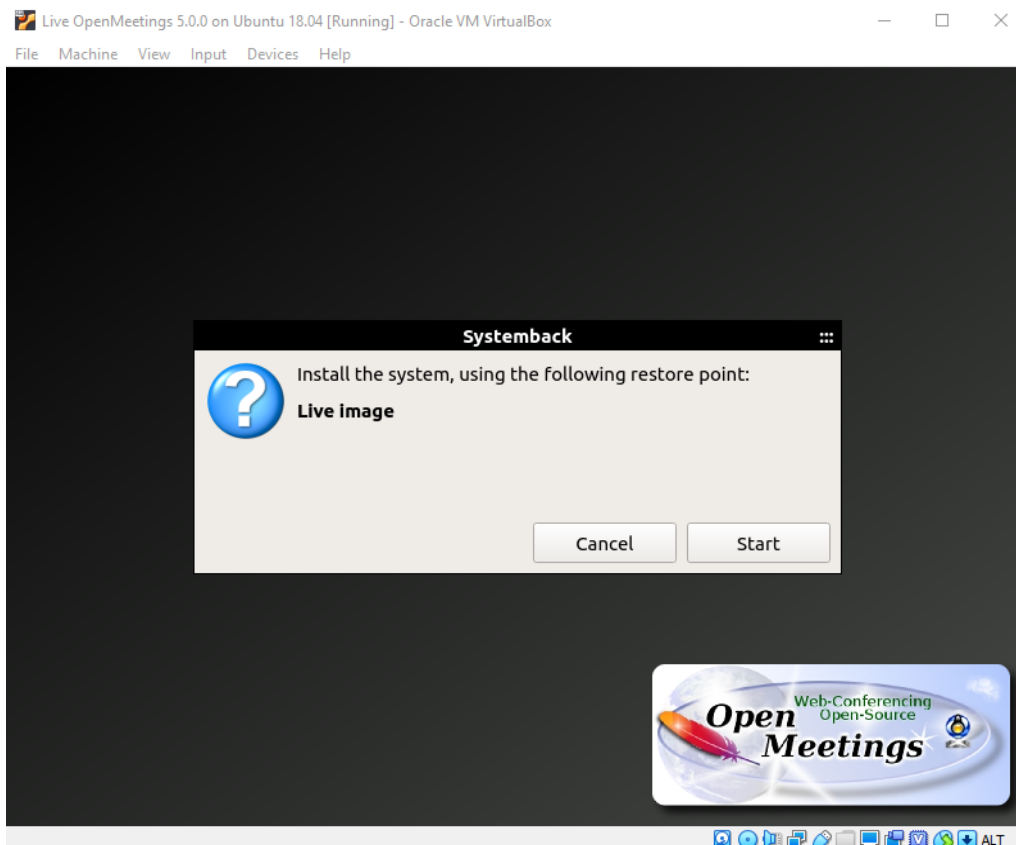 Live OpenMeetings 5.0.0 on Ubuntu 18.04 [Running] - Oracle VM VirtualBox
File Machine View Input Devices Help
Systemback
Install the system, using the following restore point:
Live image
Cancel Start
Web-Conferencing
Open-Source
Open
Meetings
ALT